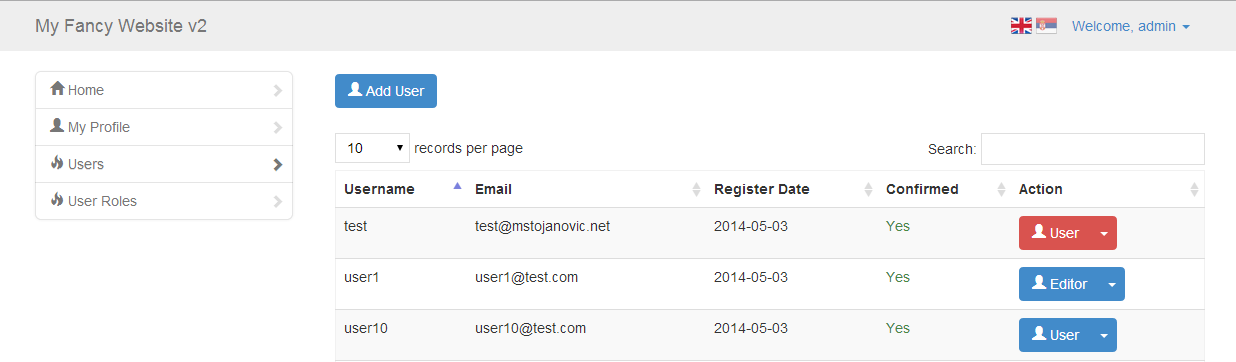 My Fancy Website v2
Welcome, admin
Home
My Profile
Users
User Roles
Add User
10 records per page
Search:
Username Email Register Date Confirmed Action
test test@mstojanovic.net 2014-05-03 Yes User
user1 user1@test.com 2014-05-03 Yes Editor
user10 user10@test.com 2014-05-03 Yes User